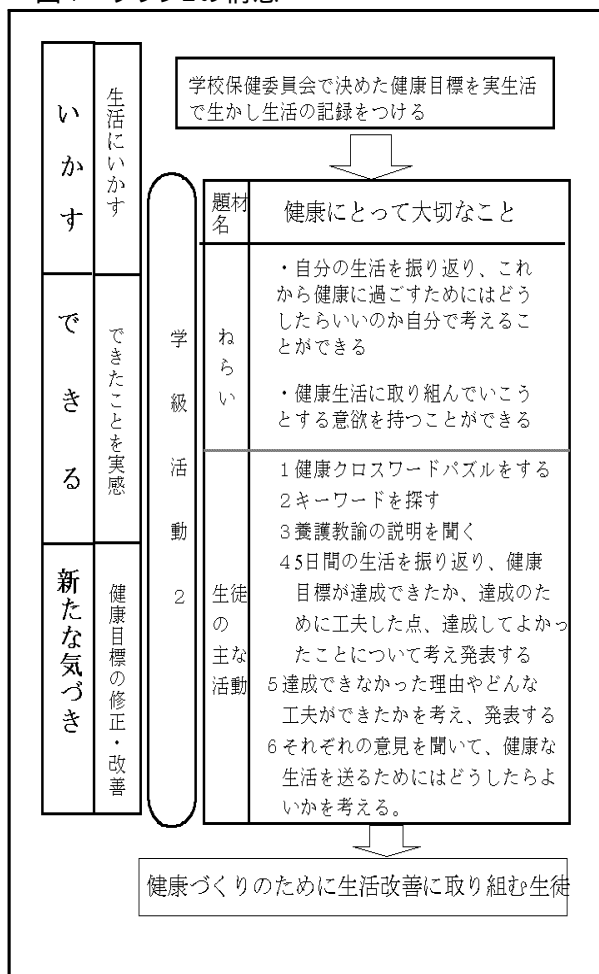 学校保健委員会で決めた健康目標を実生活
で生かし生活の記録をつける
いかす
生活にいかす
できる
できたことを実感
新たな気づき
健康目標の修正・改善
学級活動2
題材
名
健康にとって大切なこと
ねらい
・自分の生活を振り返り、これ
から健康に過ごすためにはどう
したらいいのか自分で考えるこ
とができる
・健康生活に取り組んでいこう
とする意欲を持つことができる
生徒
の
主な
活動
1健康クロスワードパズルをする
2キーワードを探す
3養護教諭の説明を聞く
45日間の生活を振り返り、健康
目標が達成できたか、達成のた
めに工夫した点、達成してよかっ
たことについて考え発表する
5達成できなかった理由やどんな
工夫ができたかを考え、発表する
6それぞれの意見を聞いて、健康な
生活を送るためにはどうしたらよ
いかを考える。
健康づくりのために生活改善に取り組む生徒